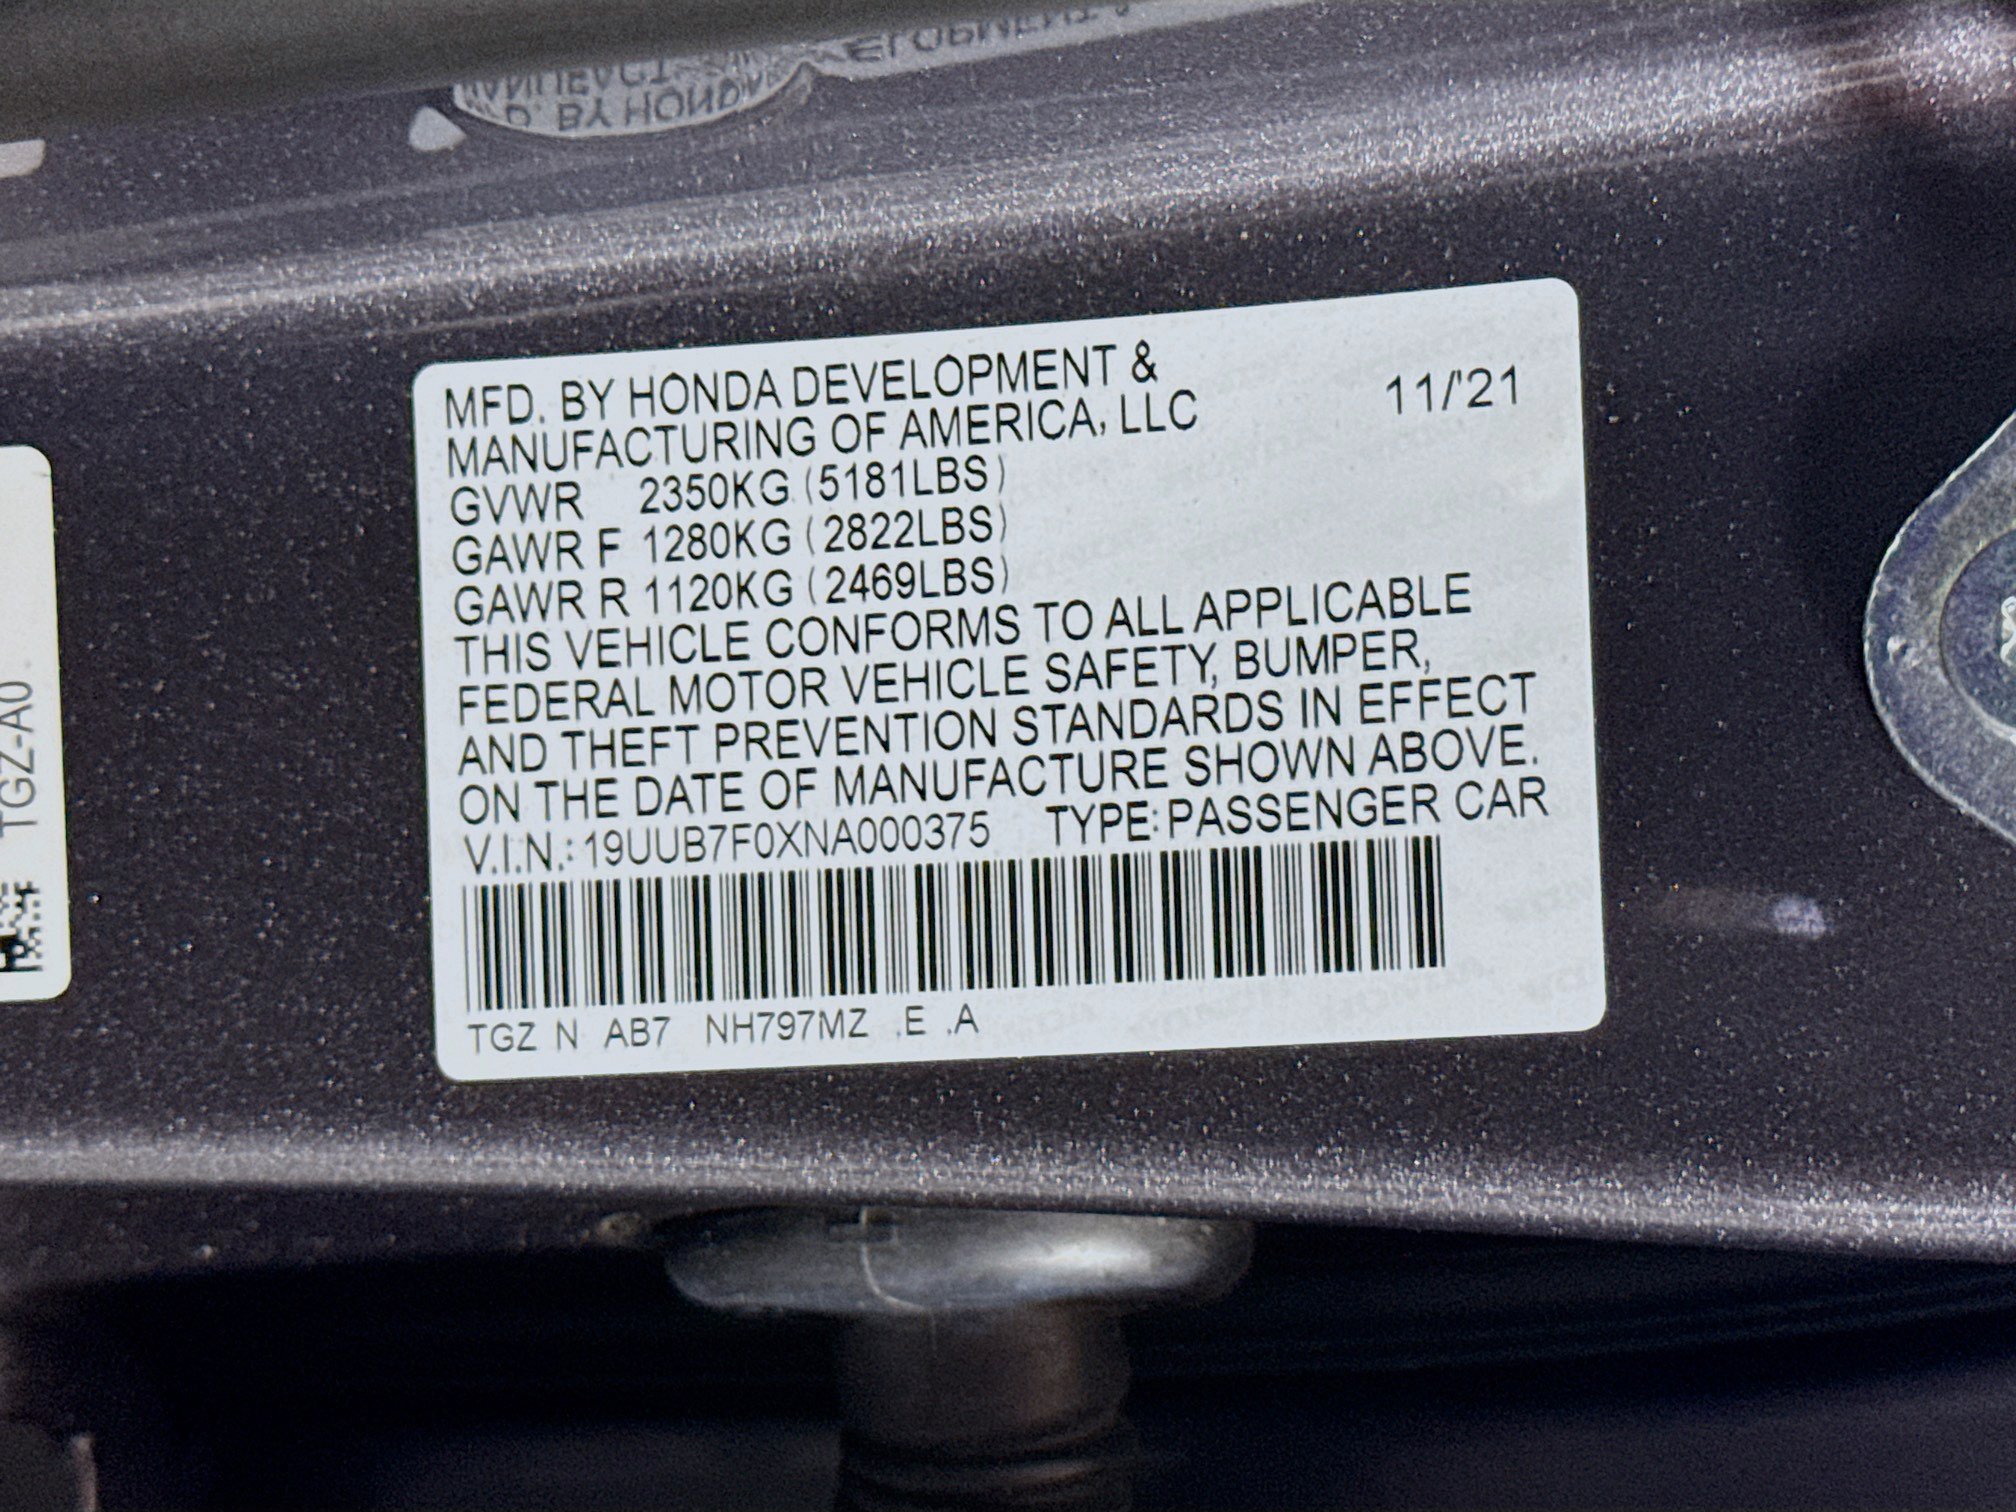 MFD. BY HONDA DEVELOPMENT &
MANUFACTURING OF AMERICA, LLC
11/'21
GVWR 2350KG (5181LBS)
GAWR F 1280KG (2822LBS)
GAWR R 1120KG (2469LBS)
THIS VEHICLE CONFORMS TO ALL APPLICABLE
FEDERAL MOTOR VEHICLE SAFETY, BUMPER,
AND THEFT PREVENTION STANDARDS IN EFFECT
ON THE DATE OF MANUFACTURE SHOWN ABOVE.
V.I.N.: 19UUB7F0XNA000375 TYPE: PASSENGER CAR
TGZ N AB7 NH797MZ .E .A
TGZ-A0